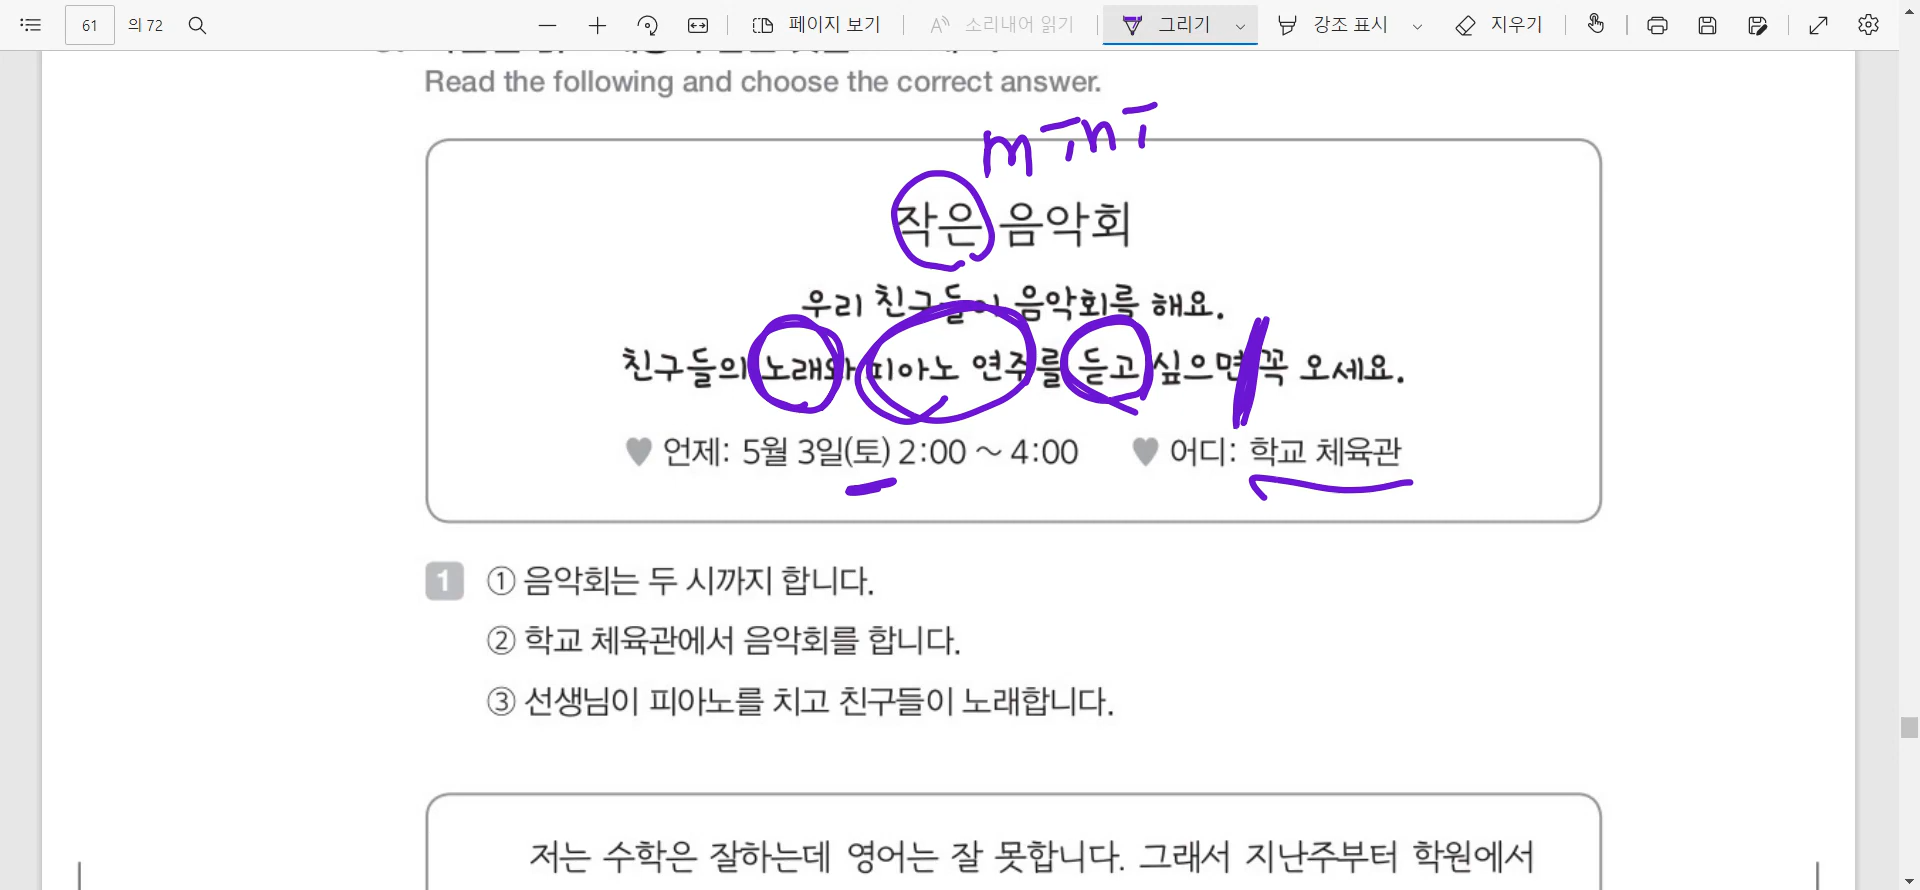 61 의 72 페이지 보기 소리내어 읽기 그리기 강조 표시 지우기
Read the following and choose the correct answer.
mini
작은 음악회
우리 친구들이 음악회를 해요.
친구들의 노래와 피아노 연주를 듣고 싶으면 꼭 오세요.
♥ 언제: 5월 3일(토) 2:00 ~ 4:00 ♥ 어디: 학교 체육관
1 ① 음악회는 두 시까지 합니다.
② 학교 체육관에서 음악회를 합니다.
③ 선생님이 피아노를 치고 친구들이 노래합니다.
저는 수학은 잘하는데 영어는 잘 못합니다. 그래서 지난주부터 학원에서